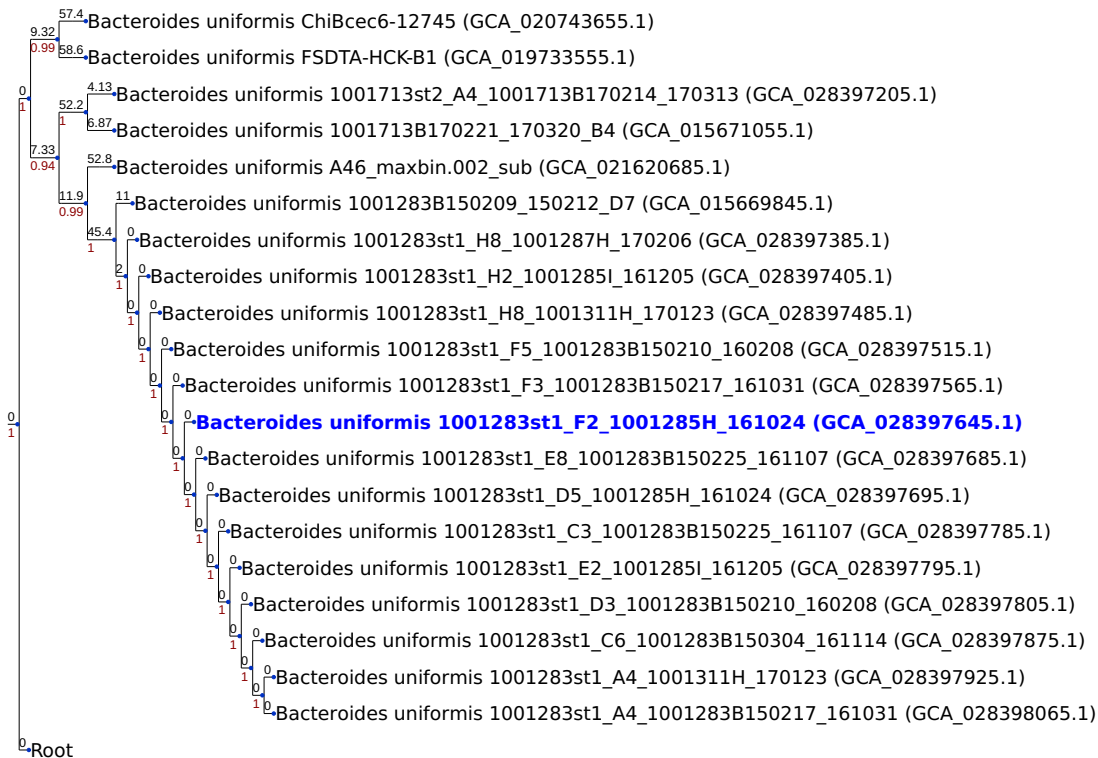 57.4 Bacteroides uniformis ChiBcec6-12745 (GCA_020743655.1)
9.32
0.99
58.6 Bacteroides uniformis FSDTA-HCK-B1 (GCA_019733555.1)
0
1
4.13 Bacteroides uniformis 1001713st2_A4_1001713B170214_170313 (GCA_028397205.1)
52.2
1
6.87 Bacteroides uniformis 1001713B170221_170320_B4 (GCA_015671055.1)
7.33
0.94
52.8 Bacteroides uniformis A46_maxbin.002_sub (GCA_021620685.1)
11.9
0.99
11 Bacteroides uniformis 1001283B150209_150212_D7 (GCA_015669845.1)
45.4
1
0 Bacteroides uniformis 1001283st1_H8_1001287H_170206 (GCA_028397385.1)
2
1
0 Bacteroides uniformis 1001283st1_H2_1001285I_161205 (GCA_028397405.1)
0
1
0 Bacteroides uniformis 1001283st1_H8_1001311H_170123 (GCA_028397485.1)
0
1
0 Bacteroides uniformis 1001283st1_F5_1001283B150210_160208 (GCA_028397515.1)
0
1
0 Bacteroides uniformis 1001283st1_F3_1001283B150217_161031 (GCA_028397565.1)
0
1
0 Bacteroides uniformis 1001283st1_F2_1001285H_161024 (GCA_028397645.1)
0
1
0
1
0 Bacteroides uniformis 1001283st1_E8_1001283B150225_161107 (GCA_028397685.1)
0
1
0 Bacteroides uniformis 1001283st1_D5_1001285H_161024 (GCA_028397695.1)
0
1
0 Bacteroides uniformis 1001283st1_C3_1001283B150225_161107 (GCA_028397785.1)
0
1
0 Bacteroides uniformis 1001283st1_E2_1001285I_161205 (GCA_028397795.1)
0
1
0 Bacteroides uniformis 1001283st1_D3_1001283B150210_160208 (GCA_028397805.1)
0
1
0 Bacteroides uniformis 1001283st1_C6_1001283B150304_161114 (GCA_028397875.1)
0
1
0 Bacteroides uniformis 1001283st1_A4_1001311H_170123 (GCA_028397925.1)
0
1
0 Bacteroides uniformis 1001283st1_A4_1001283B150217_161031 (GCA_028398065.1)
0 Root